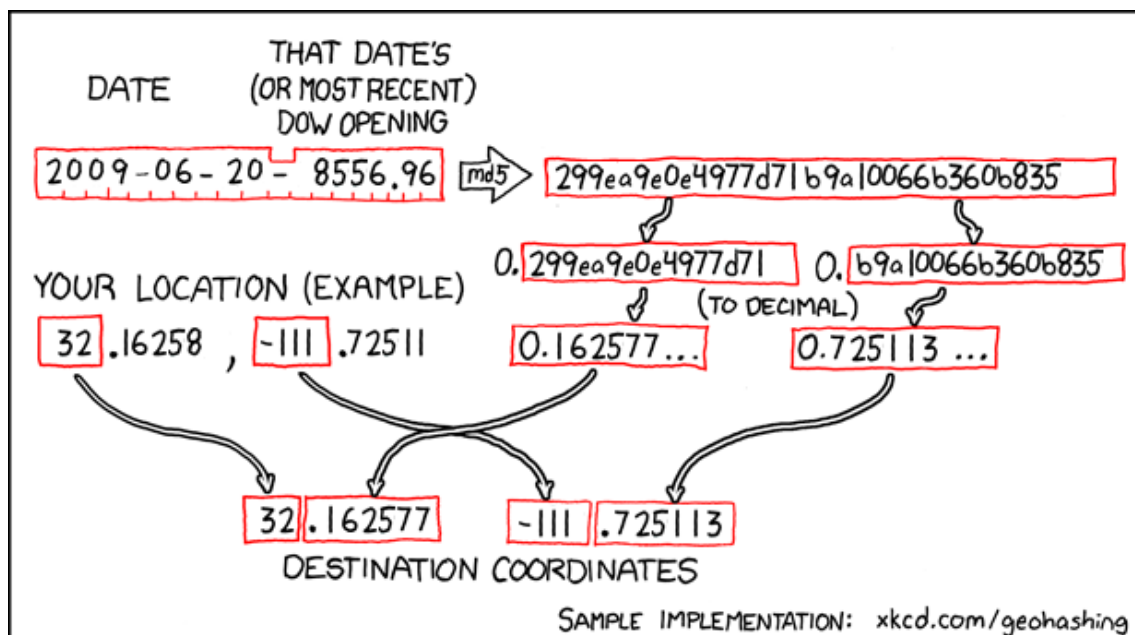 DATE
THAT DATE'S
(OR MOST RECENT)
DOW OPENING
2009-06-20-8556.96
md5
299ea9e0e4977d71b9a10066b360b835
0.299ea9e0e4977d71
0.b9a10066b360b835
YOUR LOCATION (EXAMPLE)
(TO DECIMAL)
32.16258, -111.72511
0.162577...
0.725113...
32.162577
-111.725113
DESTINATION COORDINATES
SAMPLE IMPLEMENTATION: xkcd.com/geohashing